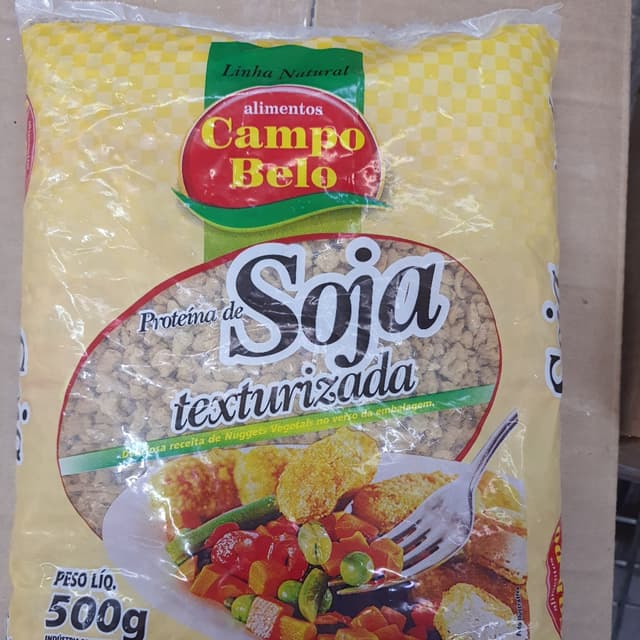 Linha Natural
alimentos
Campo
Belo
Proteína de
Soja
texturizada
receita de Nuggets Vegetais no verso da embalagem.
PESO LÍQ.
500g